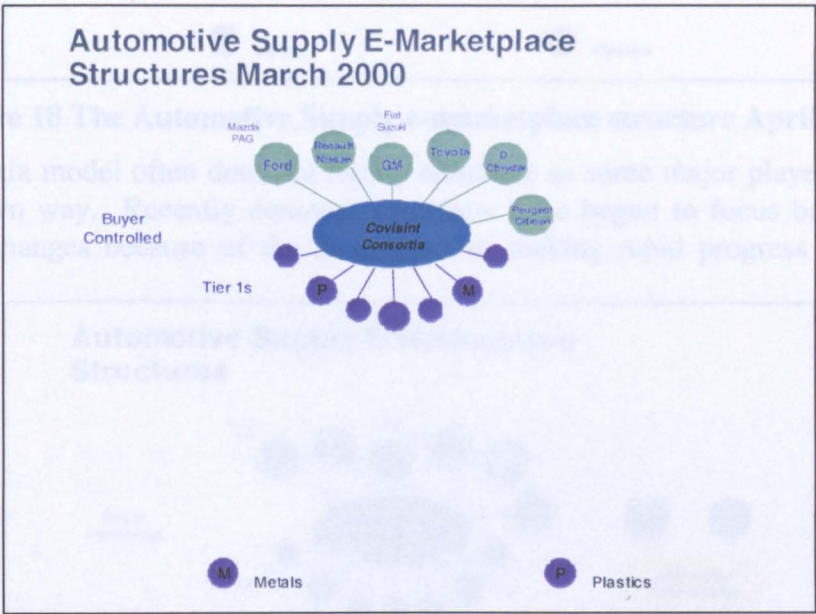 Automotive Supply E-Marketplace
Structures March 2000
Mazda
PAG
Fiat
Suzuki
Ford
Renault
Nissan
GM
Toyota
D
Chrysler
Peugeot
Citroen
Buyer
Controlled
Covisint
Consortia
Tier 1s
P
M
M Metals
P Plastics